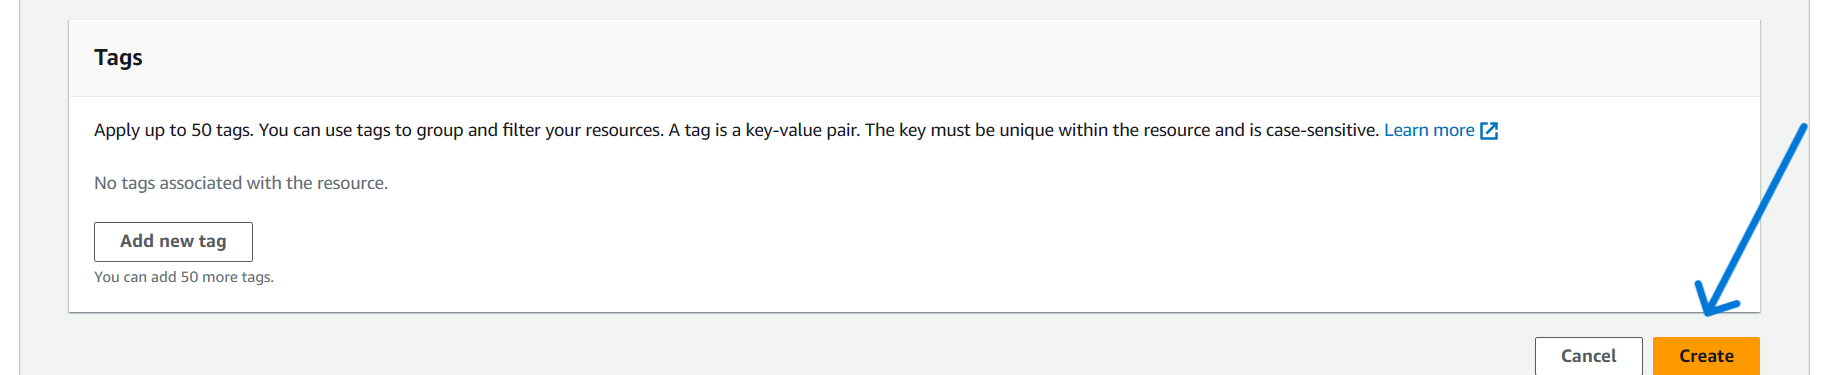 Tags
Apply up to 50 tags. You can use tags to group and filter your resources. A tag is a key-value pair. The key must be unique within the resource and is case-sensitive. Learn more
No tags associated with the resource.
Add new tag
You can add 50 more tags.
Cancel Create